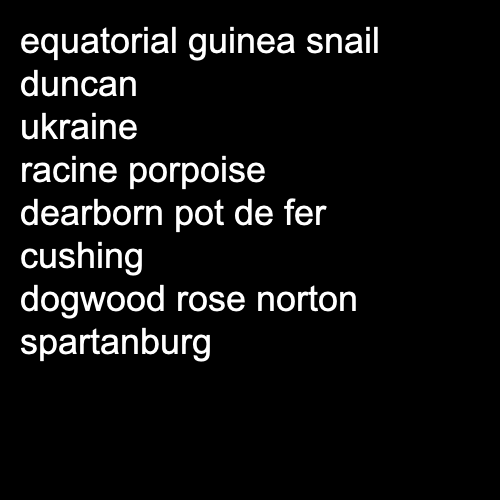 equatorial guinea snail
duncan
ukraine
racine porpoise
dearborn pot de fer
cushing
dogwood rose norton
spartanburg